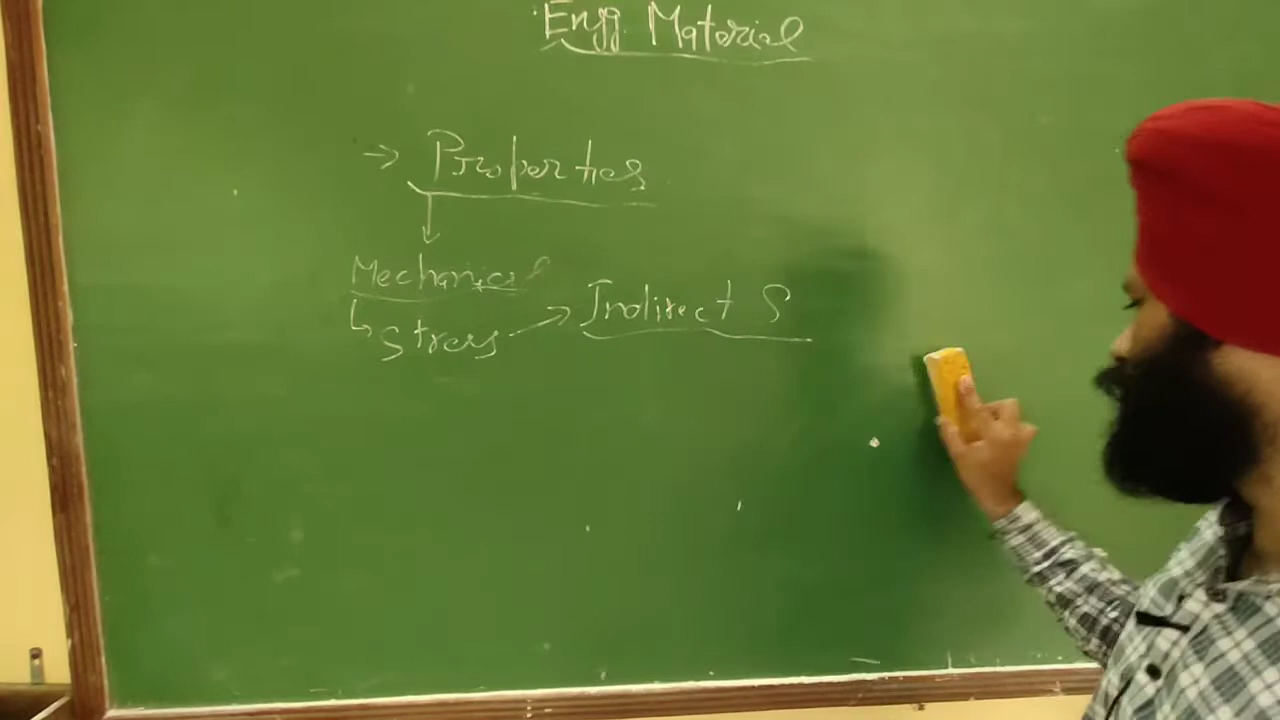 Engg. Material
→ Properties
Mechanical
Stress → Indirect S